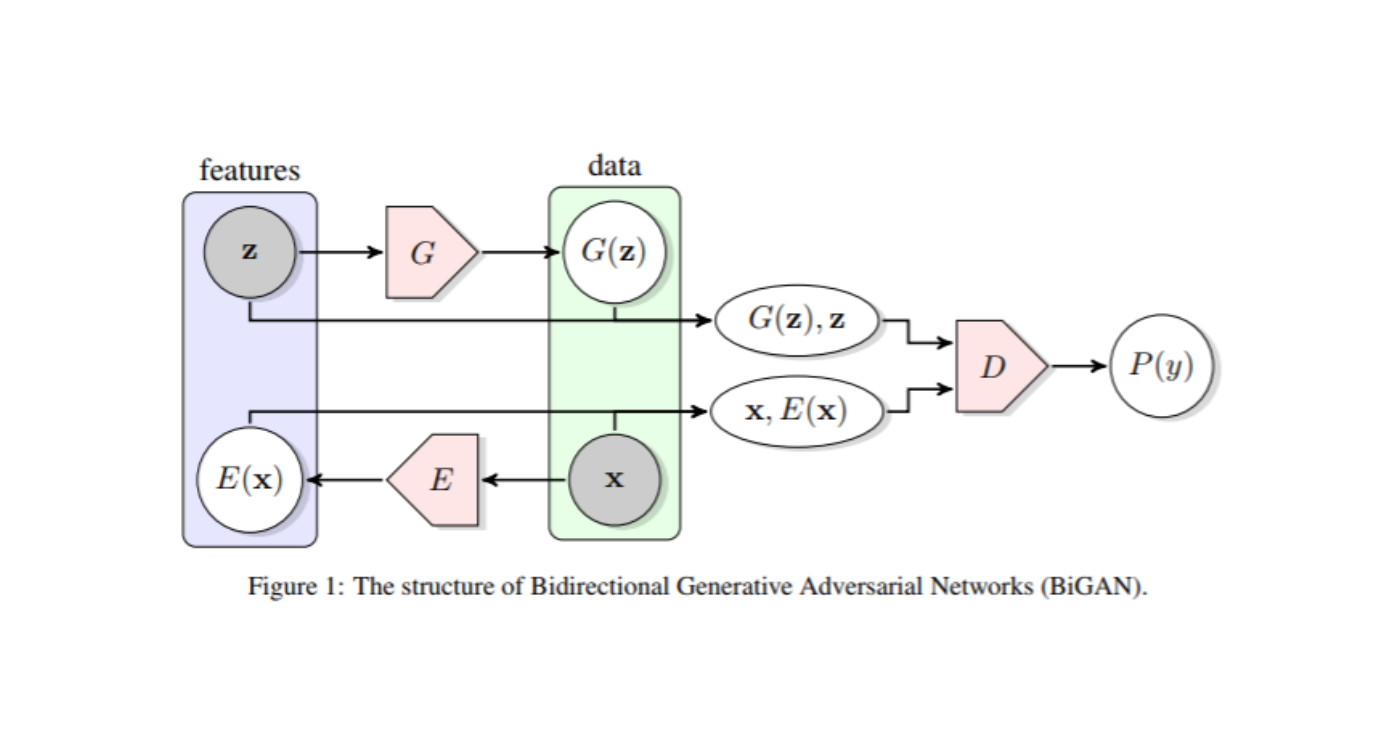 features
data
z
G
G(z)
G(z), z
D
P(y)
x, E(x)
E(x)
E
x
Figure 1: The structure of Bidirectional Generative Adversarial Networks (BiGAN).